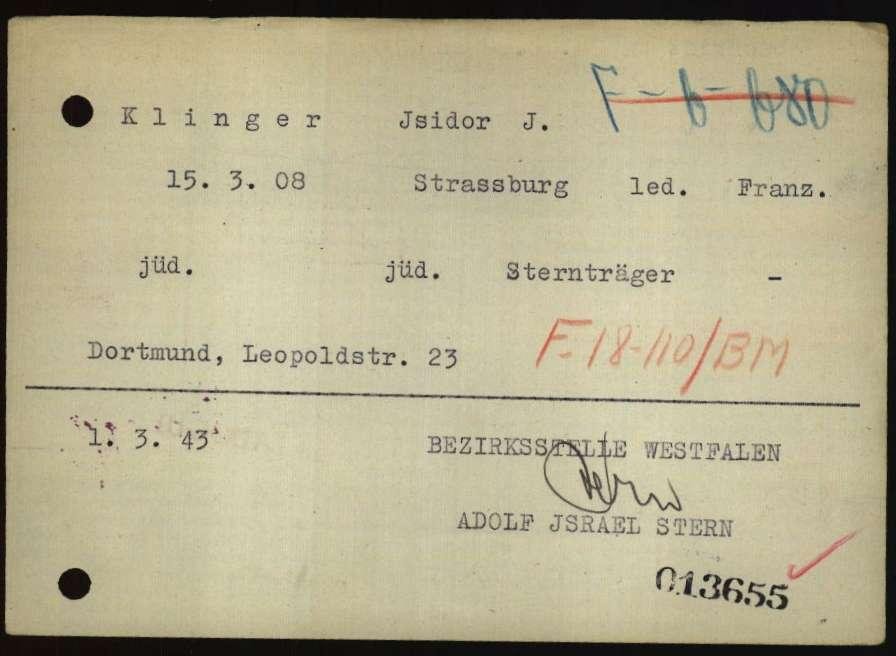 F-6-680
Klinger Jsidor J.
15. 3. 08 Strassburg led. Franz.
jüd. jüd. Sternträger -
Dortmund, Leopoldstr. 23
F-18-110/BM
1. 3. 43
BEZIRKSSTELLE WESTFALEN
ADOLF JSRAEL STERN
013655